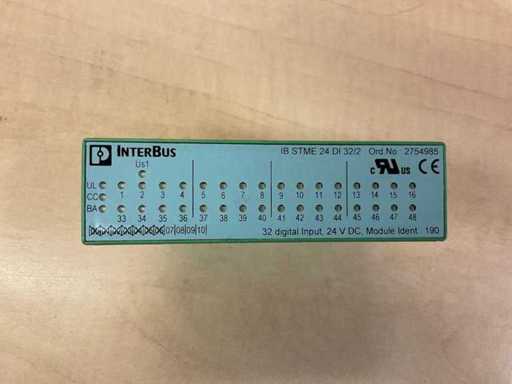 INTERBUS IB STME 24 DI 32/2 Ord.No.: 2754985
Us1
C UL US CE
UL 1 2 3 4 5 6 7 8 9 10 11 12 13 14 15 16
CC
BA 33 34 35 36 37 38 39 40 41 42 43 44 45 46 47 48
07|08|09|10|
32 digital Input, 24 V DC, Module Ident. 190